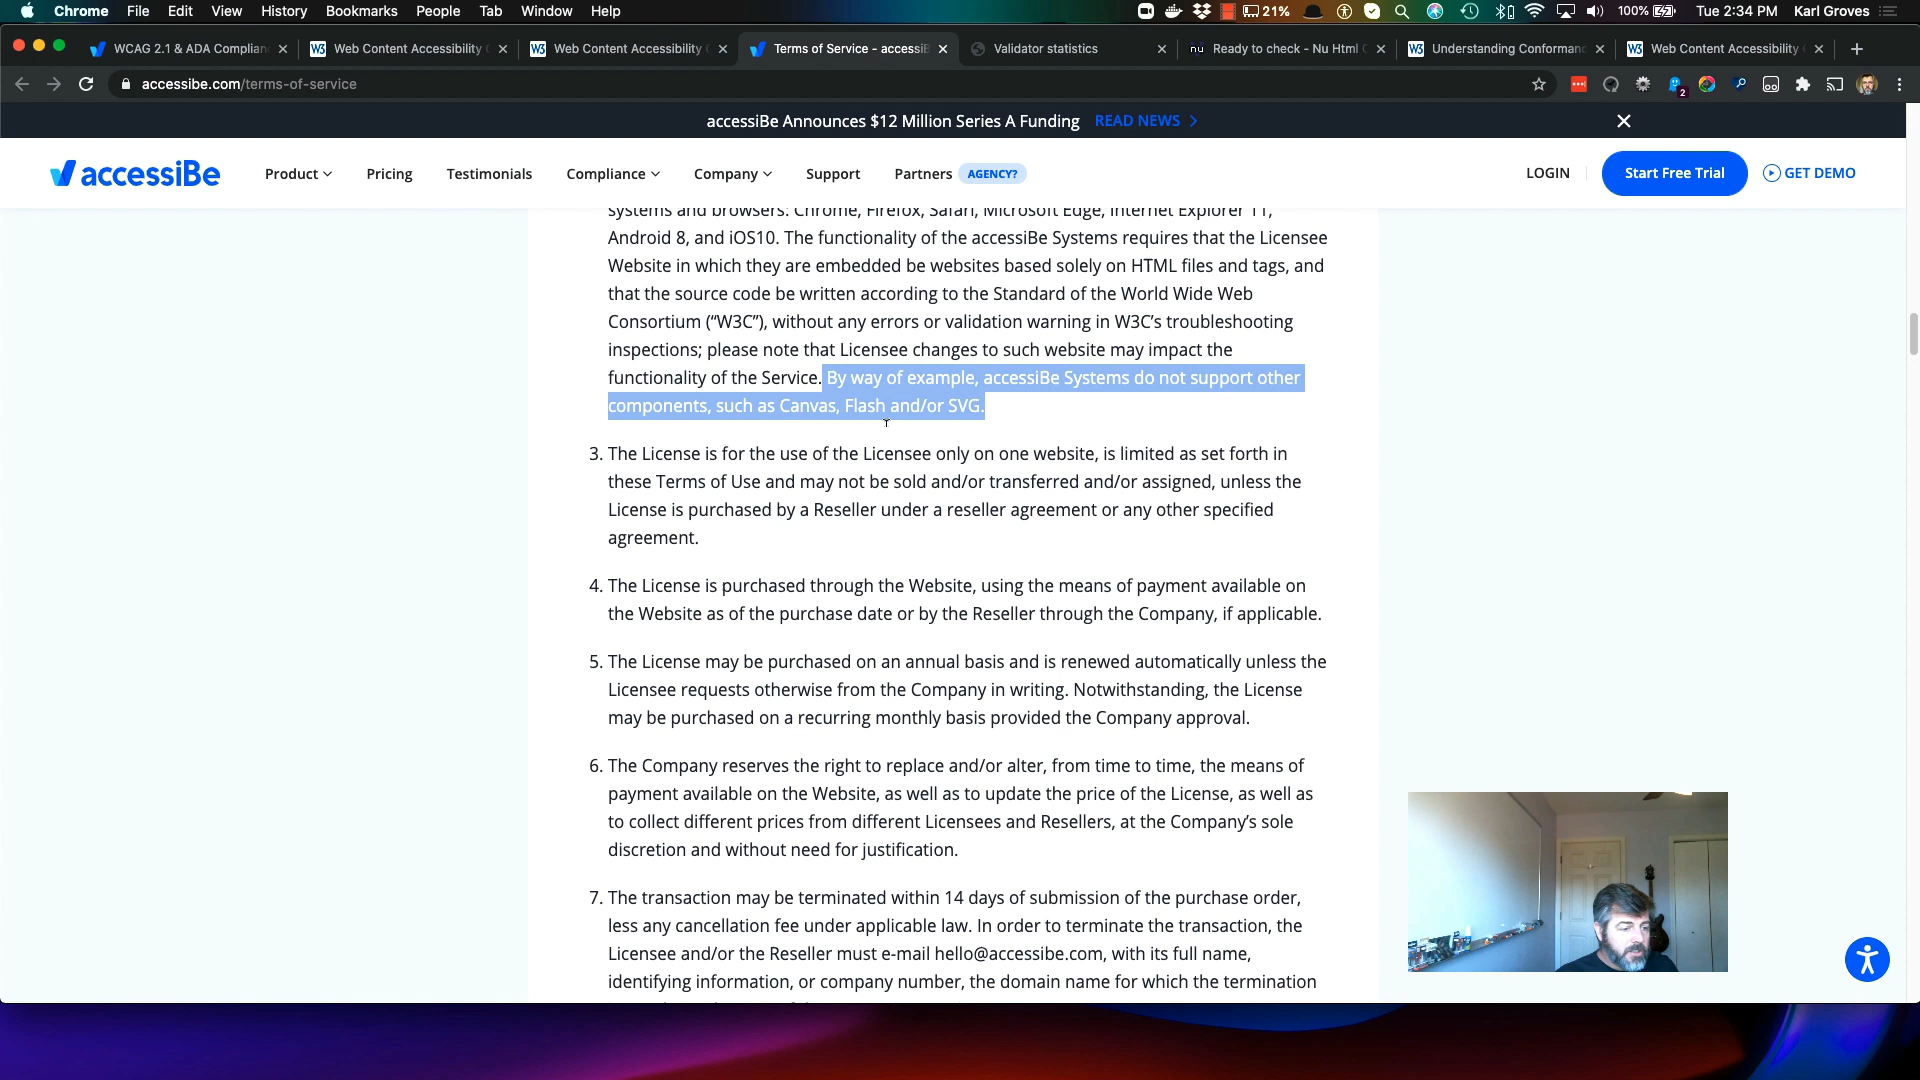 Chrome File Edit View History Bookmarks People Tab Window Help 21% 100% Tue 2:34 PM Karl Groves
WCAG 2.1 & ADA Complian
Web Content Accessibility
Web Content Accessibility
Terms of Service - accessiB
Validator statistics
Ready to check - Nu Html
Understanding Conforman
Web Content Accessibility
accessibe.com/terms-of-service
2
accessiBe Announces $12 Million Series A Funding READ NEWS
accessiBe Product Pricing Testimonials Compliance Company Support Partners AGENCY? LOGIN Start Free Trial GET DEMO
systems and browsers: Chrome, Firefox, Safari, Microsoft Edge, Internet Explorer 11,
Android 8, and iOS10. The functionality of the accessiBe Systems requires that the Licensee
Website in which they are embedded be websites based solely on HTML files and tags, and
that the source code be written according to the Standard of the World Wide Web
Consortium (“W3C”), without any errors or validation warning in W3C’s troubleshooting
inspections; please note that Licensee changes to such website may impact the
functionality of the Service. By way of example, accessiBe Systems do not support other
components, such as Canvas, Flash and/or SVG.
3. The License is for the use of the Licensee only on one website, is limited as set forth in
these Terms of Use and may not be sold and/or transferred and/or assigned, unless the
License is purchased by a Reseller under a reseller agreement or any other specified
agreement.
4. The License is purchased through the Website, using the means of payment available on
the Website as of the purchase date or by the Reseller through the Company, if applicable.
5. The License may be purchased on an annual basis and is renewed automatically unless the
Licensee requests otherwise from the Company in writing. Notwithstanding, the License
may be purchased on a recurring monthly basis provided the Company approval.
6. The Company reserves the right to replace and/or alter, from time to time, the means of
payment available on the Website, as well as to update the price of the License, as well as
to collect different prices from different Licensees and Resellers, at the Company’s sole
discretion and without need for justification.
7. The transaction may be terminated within 14 days of submission of the purchase order,
less any cancellation fee under applicable law. In order to terminate the transaction, the
Licensee and/or the Reseller must e-mail hello@accessibe.com, with its full name,
identifying information, or company number, the domain name for which the termination